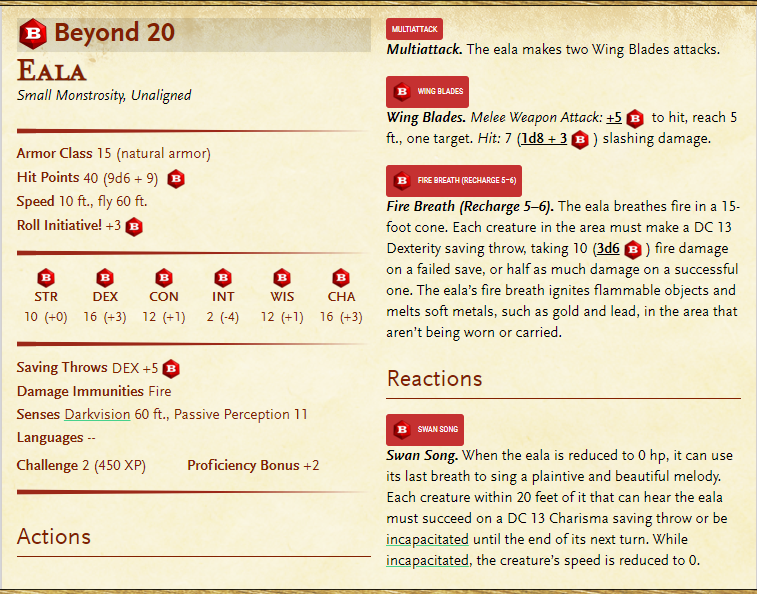 B Beyond 20
Eala
Small Monstrosity, Unaligned
Armor Class 15 (natural armor)
Hit Points 40 (9d6 + 9) B
Speed 10 ft., fly 60 ft.
Roll Initiative! +3 B
B B B B B B
STR DEX CON INT WIS CHA
10 (+0) 16 (+3) 12 (+1) 2 (-4) 12 (+1) 16 (+3)
Saving Throws DEX +5 B
Damage Immunities Fire
Senses Darkvision 60 ft., Passive Perception 11
Languages --
Challenge 2 (450 XP) Proficiency Bonus +2
Actions
MULTIATTACK
Multiattack. The eala makes two Wing Blades attacks.
B WING BLADES
Wing Blades. Melee Weapon Attack: +5 B to hit, reach 5
ft., one target. Hit: 7 (1d8 + 3 B ) slashing damage.
B FIRE BREATH (RECHARGE 5–6)
Fire Breath (Recharge 5–6). The eala breathes fire in a 15-
foot cone. Each creature in the area must make a DC 13
Dexterity saving throw, taking 10 (3d6 B ) fire damage
on a failed save, or half as much damage on a successful
one. The eala’s fire breath ignites flammable objects and
melts soft metals, such as gold and lead, in the area that
aren’t being worn or carried.
Reactions
B SWAN SONG
Swan Song. When the eala is reduced to 0 hp, it can use
its last breath to sing a plaintive and beautiful melody.
Each creature within 20 feet of it that can hear the eala
must succeed on a DC 13 Charisma saving throw or be
incapacitated until the end of its next turn. While
incapacitated, the creature’s speed is reduced to 0.